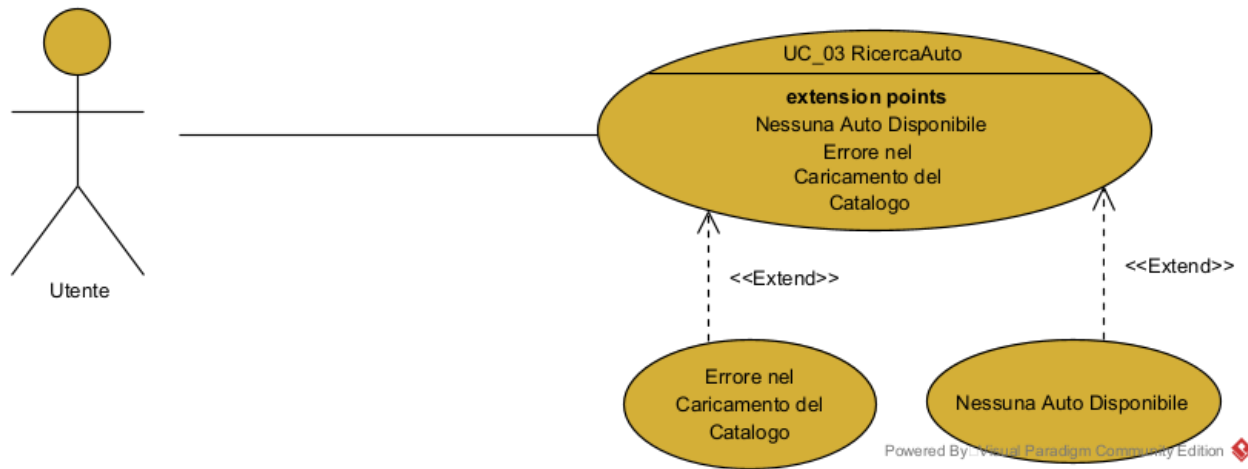 UC_03 RicercaAuto
extension points
Nessuna Auto Disponibile
Errore nel
Caricamento del
Catalogo
Utente
<<Extend>>
<<Extend>>
Errore nel
Caricamento del
Catalogo
Nessuna Auto Disponibile
Powered By Visual Paradigm Community Edition